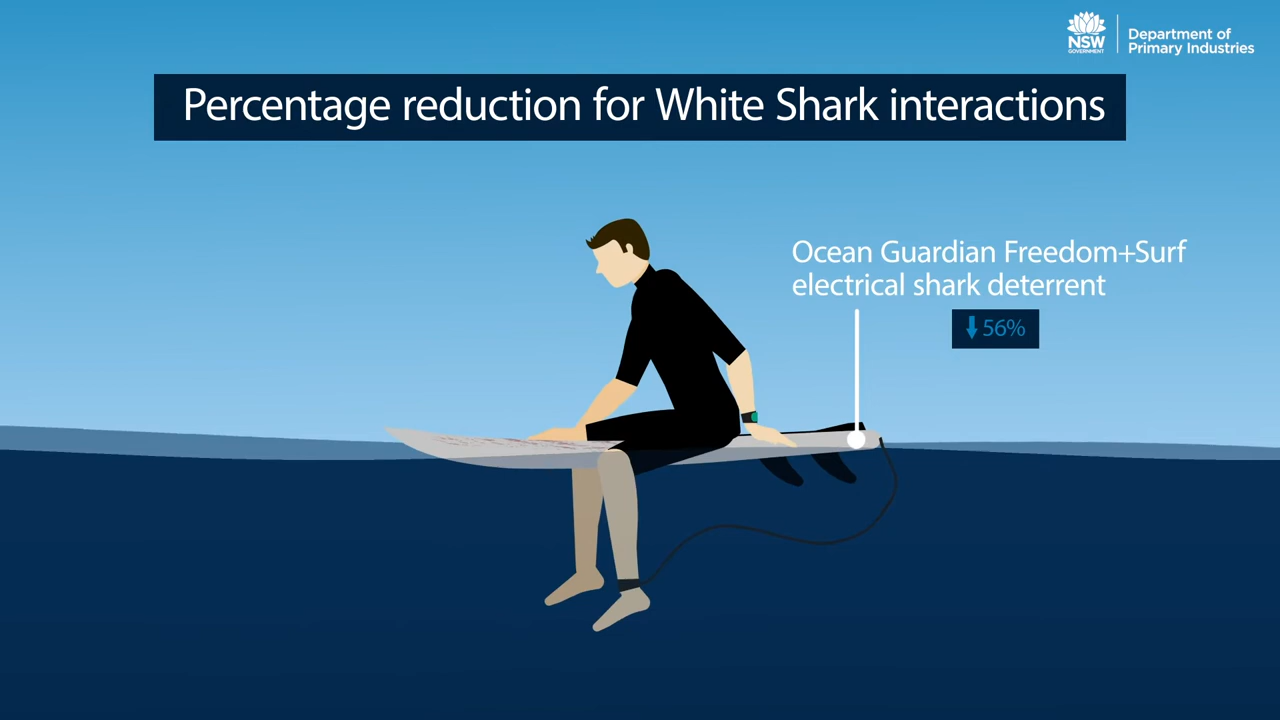 NSW
GOVERNMENT
Department of
Primary Industries
Percentage reduction for White Shark interactions
Ocean Guardian Freedom+Surf
electrical shark deterrent
56%